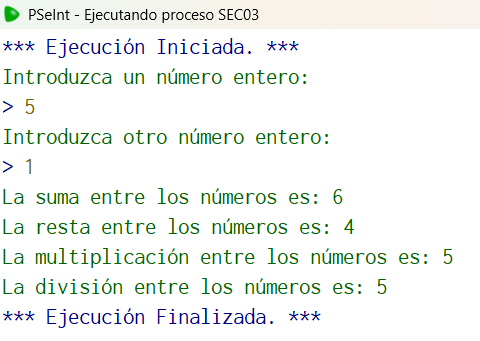 PSeInt - Ejecutando proceso SEC03
*** Ejecución Iniciada. ***
Introduzca un número entero:
> 5
Introduzca otro número entero:
> 1
La suma entre los números es: 6
La resta entre los números es: 4
La multiplicación entre los números es: 5
La división entre los números es: 5
*** Ejecución Finalizada. ***